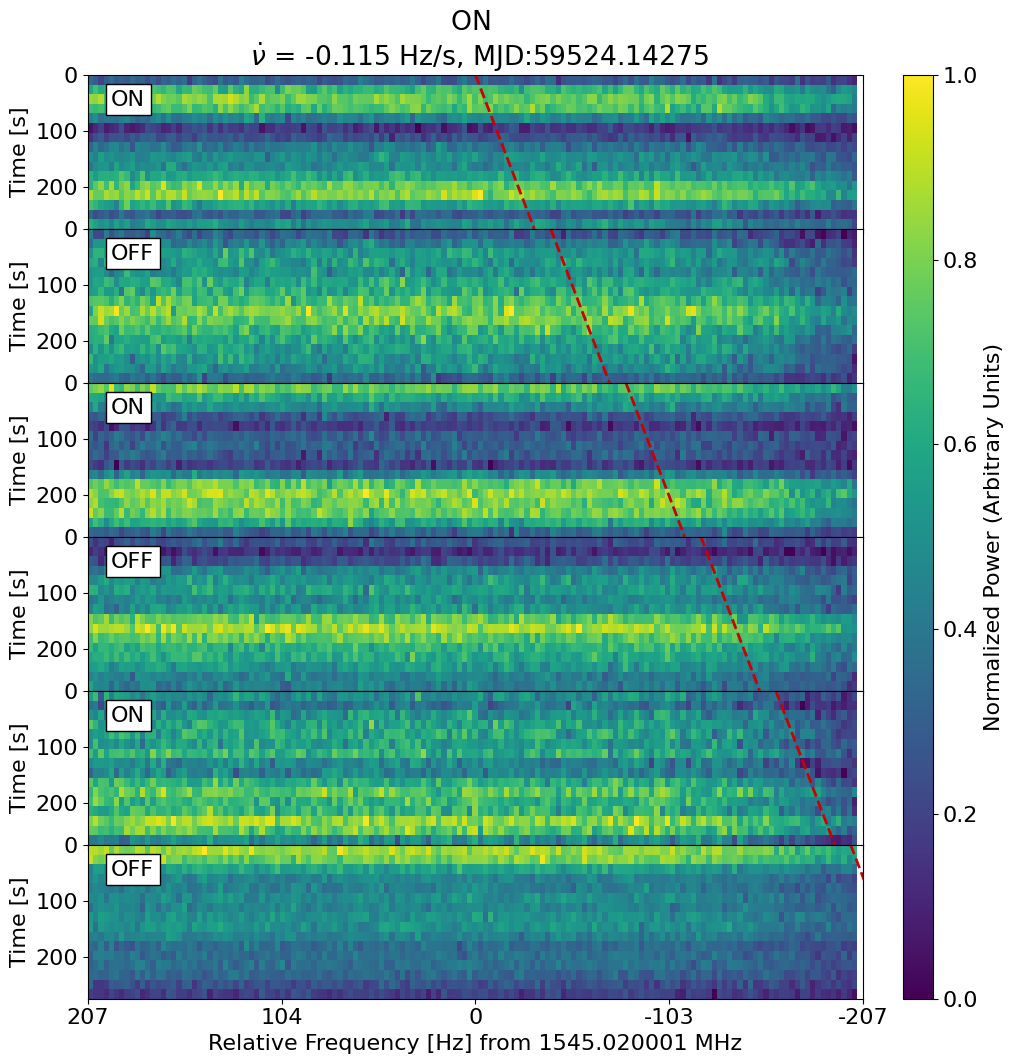 ON
ν̇ = -0.115 Hz/s, MJD:59524.14275
0
ON
100
200
Time [s]
0
OFF
100
200
Time [s]
0
ON
100
200
Time [s]
0
OFF
100
200
Time [s]
0
ON
100
200
Time [s]
0
OFF
100
200
Time [s]
207 104 0 -103 -207
Relative Frequency [Hz] from 1545.020001 MHz
1.0
0.8
0.6
0.4
0.2
0.0
Normalized Power (Arbitrary Units)